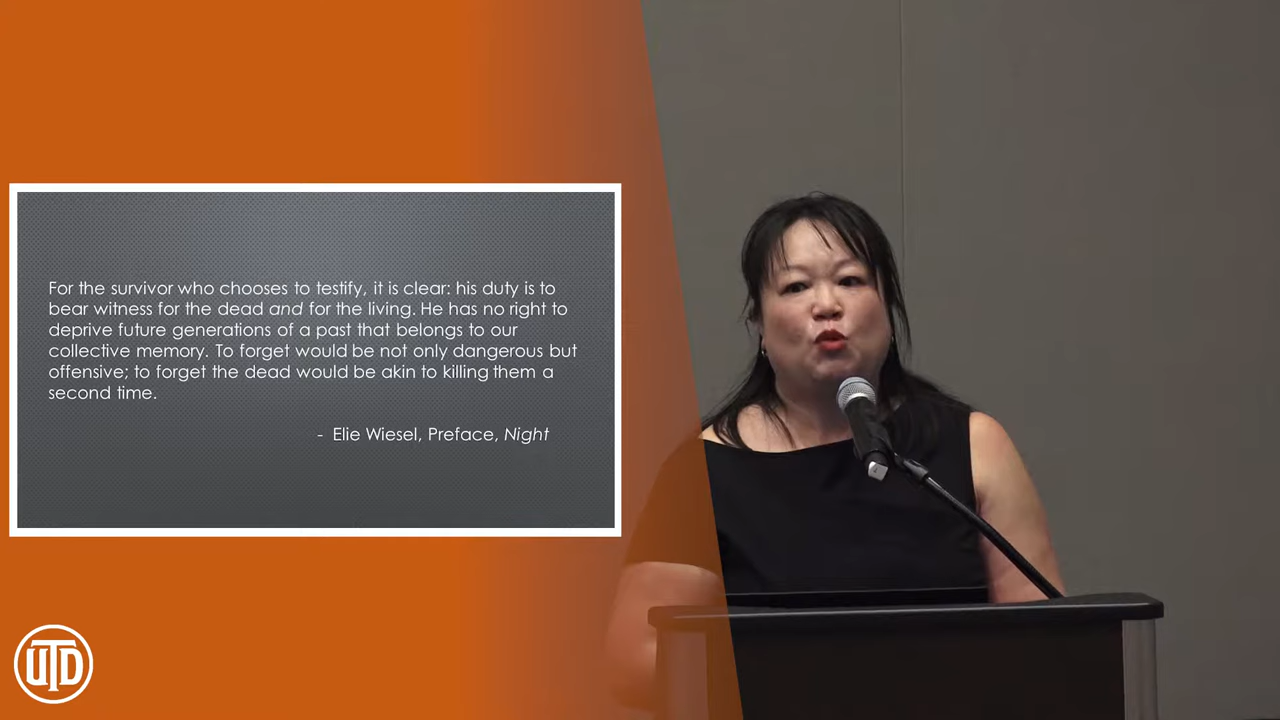 For the survivor who chooses to testify, it is clear: his duty is to
bear witness for the dead and for the living. He has no right to
deprive future generations of a past that belongs to our
collective memory. To forget would be not only dangerous but
offensive; to forget the dead would be akin to killing them a
second time.
- Elie Wiesel, Preface, Night
UTD